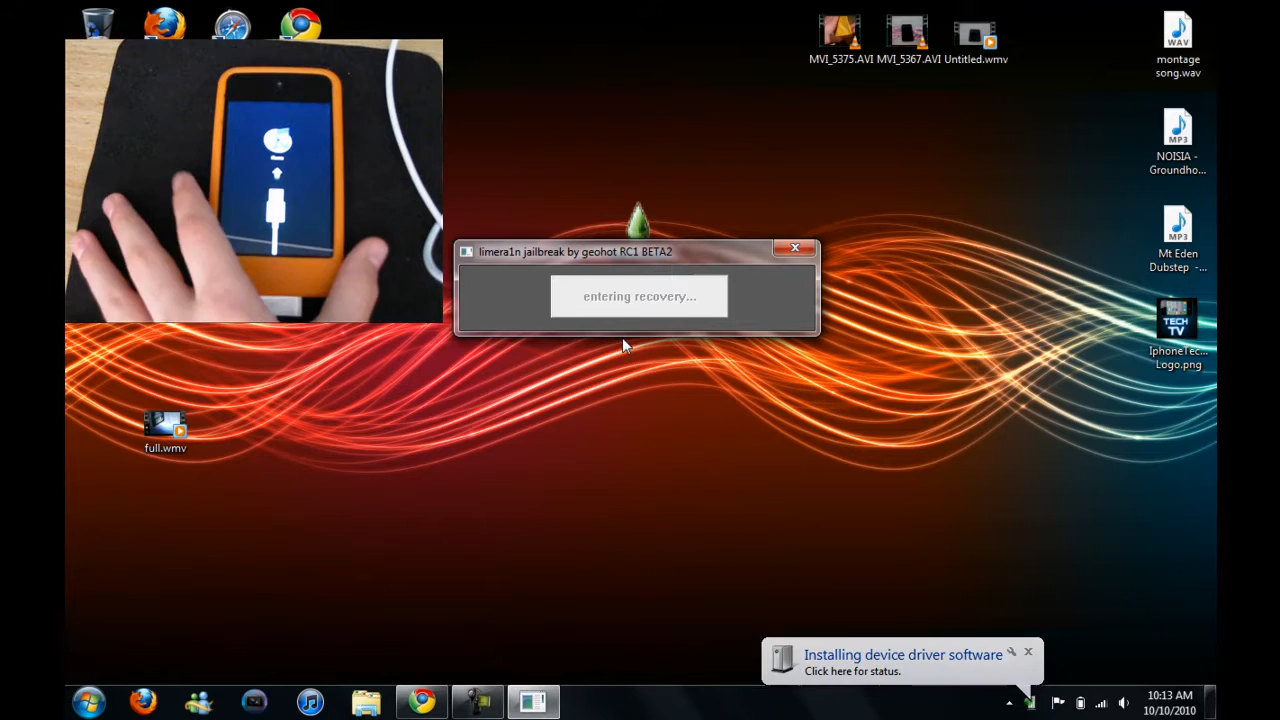 MVI_5375.AVI
MVI_5367.AVI
Untitled.wmv
WAV
montage
song.wav
MP3
NOISIA -
Groundho...
MP3
Mt Eden
Dubstep -...
TECH
TV
IphoneTec...
Logo.png
limera1n jailbreak by geohot RC1 BETA2
entering recovery...
full.wmv
Installing device driver software
Click here for status.
10:13 AM
10/10/2010